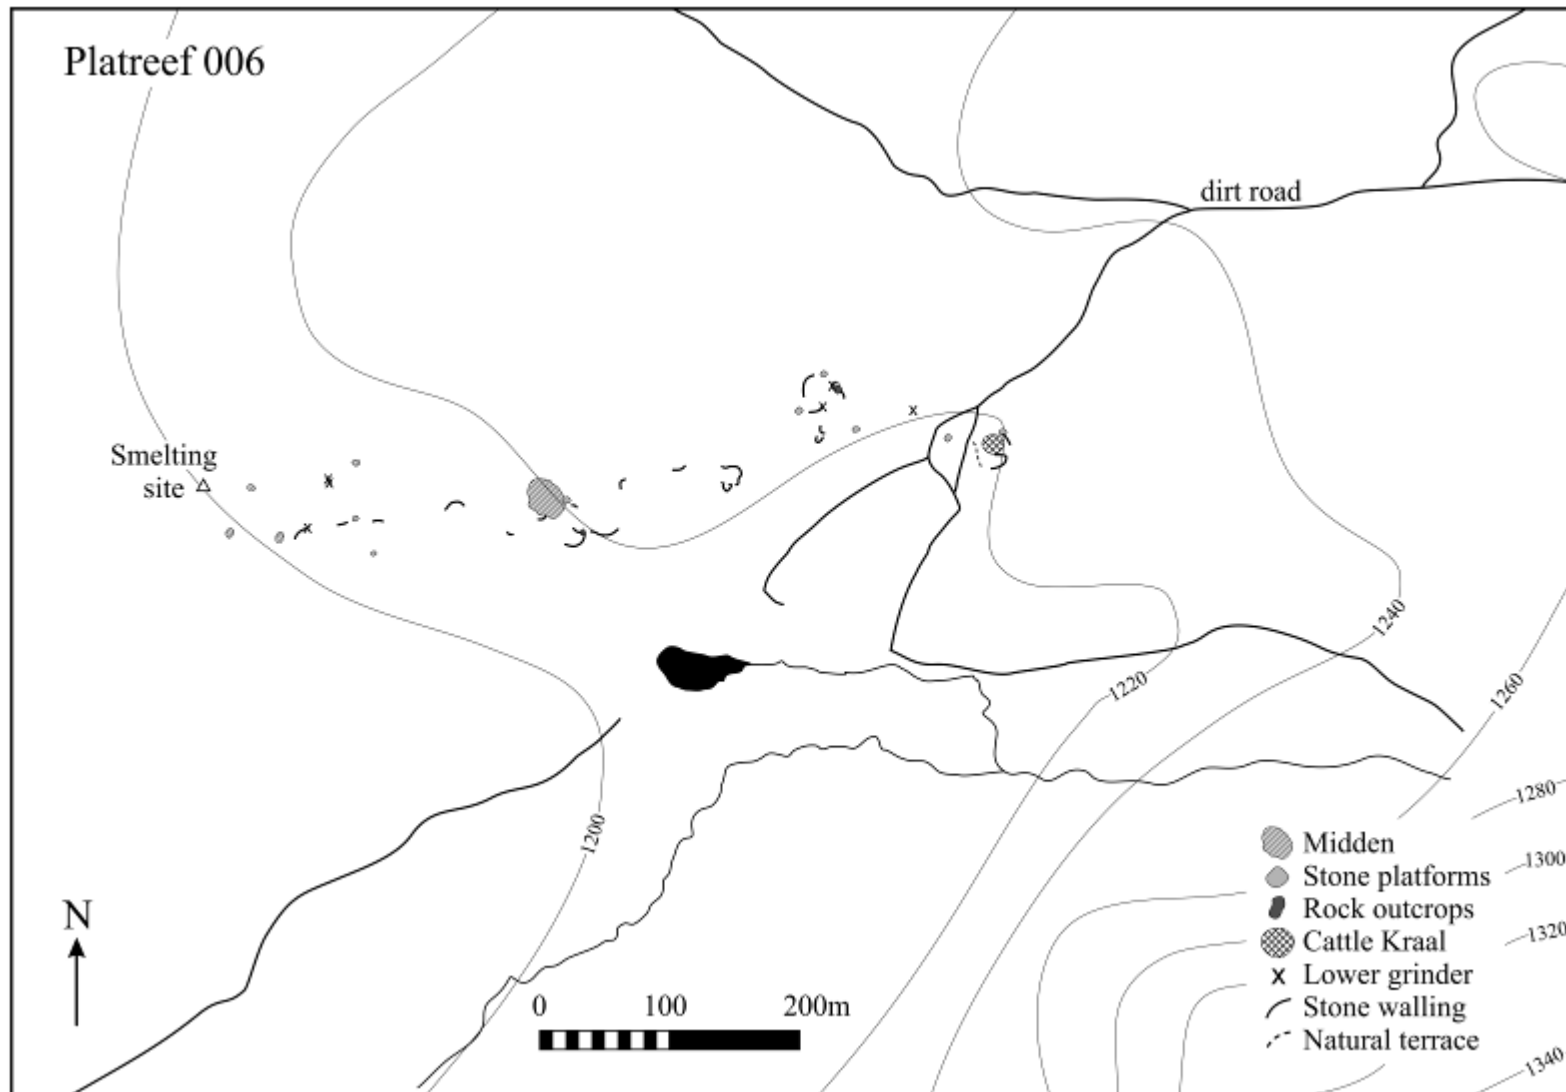 Platreef 006
dirt road
Smelting
site
1240
1220
1260
1280
1200
1300
1320
1340
Midden
Stone platforms
Rock outcrops
Cattle Kraal
x Lower grinder
Stone walling
Natural terrace
N
0 100 200m